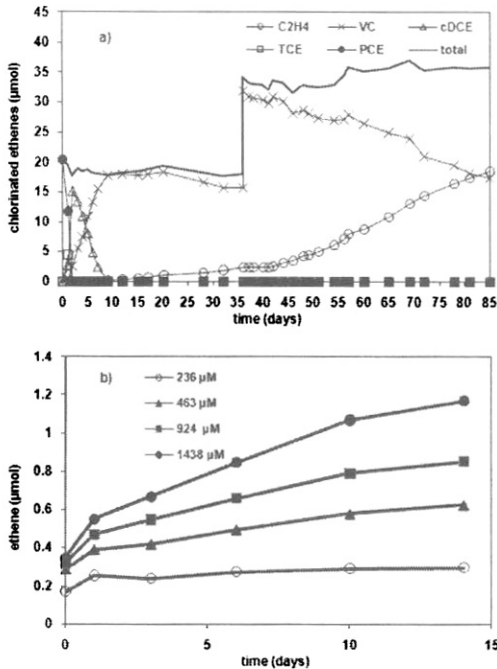 a)
C2H4 VC cDCE
TCE PCE total
chlorinated ethenes (µmol)
45
40
35
30
25
20
15
10
5
0
0 5 10 15 20 25 30 36 40 45 50 55 60 65 70 75 80 85
time (days)
b)
236 µM
463 µM
924 µM
1438 µM
ethene (µmol)
1.4
1.2
1
0.8
0.6
0.4
0.2
0
0 5 10 15
time (days)